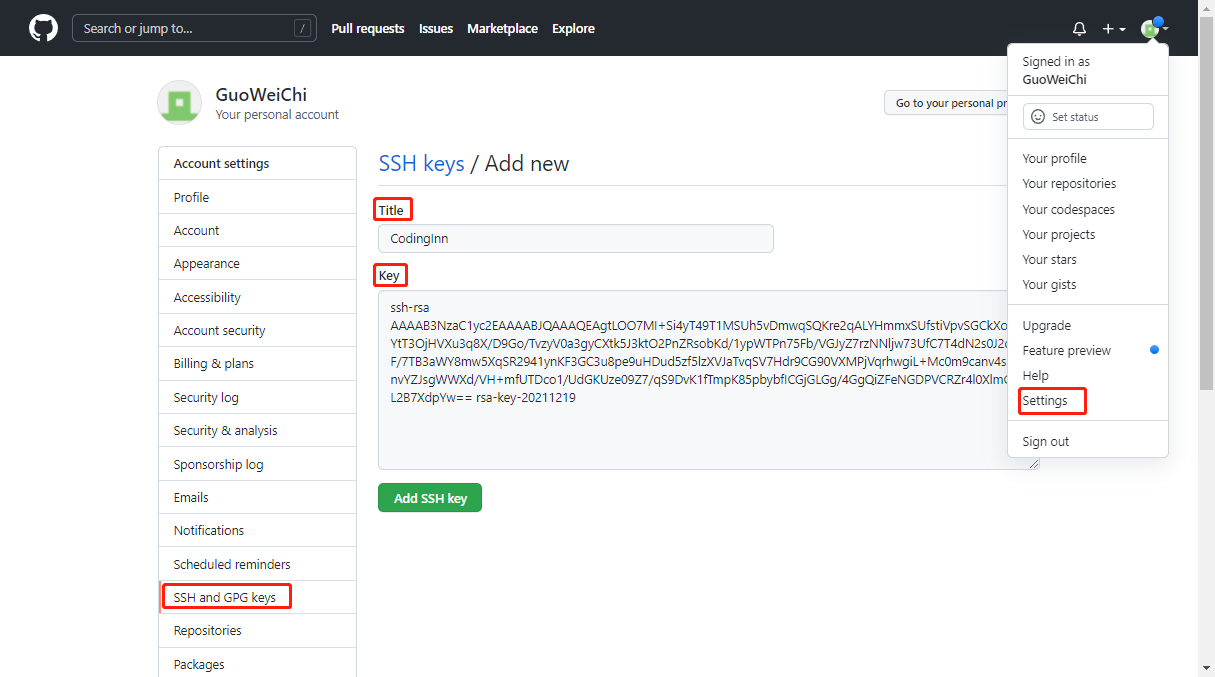 Search or jump to...
/
Pull requests
Issues
Marketplace
Explore
Signed in as
GuoWeiChi
Set status
Your profile
Your repositories
Your codespaces
Your projects
Your stars
Your gists
Upgrade
Feature preview
Help
Settings
Sign out
GuoWeiChi
Your personal account
Go to your personal pr
Account settings
Profile
Account
Appearance
Accessibility
Account security
Billing & plans
Security log
Security & analysis
Sponsorship log
Emails
Notifications
Scheduled reminders
SSH and GPG keys
Repositories
Packages
SSH keys / Add new
Title
CodingInn
Key
ssh-rsa
AAAAB3NzaC1yc2EAAAABJQAAAQEAgtLOO7MI+Si4yT49T1MSUh5vDmwqSQKre2qALYHmmxSUfstiVpvSGCkXo
YtT3OjHVXu3q8X/D9Go/TvzyV0a3gyCXtk5J3ktO2PnZRsobKd/1ypWTPn75Fb/VGJyZ7rzNNljw73UfC7T4dN2s0J2c
F/7TB3aWY8mw5XqSR2941ynKF3GC3u8pe9uHDud5zf5lzXVJaTvqSV7Hdr9CG90VXMPjVqrhwgiL+Mc0m9canv4s
nvYZJsgWWXd/VH+mfUTDco1/UdGKUze09Z7/qS9DvK1fTmpK85pbybfICGjGLGg/4GgQiZFeNGDPVCRZr4l0Xlm
L2B7XdpYw== rsa-key-20211219
Add SSH key